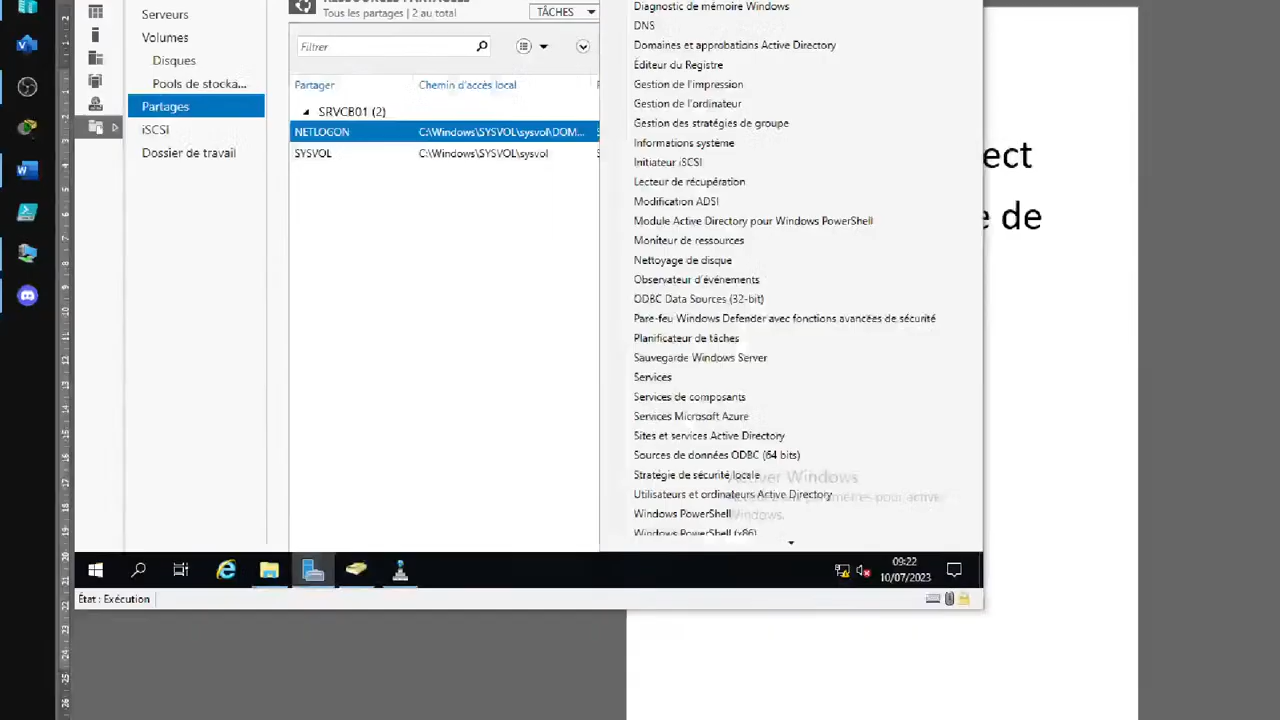 Serveurs
Volumes
Disques
Pools de stocka...
Partages
iSCSI
Dossier de travail
Tous les partages | 2 au total
TÂCHES
Filtrer
Partager
Chemin d'accès local
SRVCB01 (2)
NETLOGON
C:\Windows\SYSVOL\sysvol\DOM...
SYSVOL
C:\Windows\SYSVOL\sysvol
Diagnostic de mémoire Windows
DNS
Domaines et approbations Active Directory
Éditeur du Registre
Gestion de l'impression
Gestion de l'ordinateur
Gestion des stratégies de groupe
Informations système
Initiateur iSCSI
Lecteur de récupération
Modification ADSI
Module Active Directory pour Windows PowerShell
Moniteur de ressources
Nettoyage de disque
Observateur d'événements
ODBC Data Sources (32-bit)
Pare-feu Windows Defender avec fonctions avancées de sécurité
Planificateur de tâches
Sauvegarde Windows Server
Services
Services de composants
Services Microsoft Azure
Sites et services Active Directory
Sources de données ODBC (64 bits)
Stratégie de sécurité locale
Activer Windows
Utilisateurs et ordinateurs Active Directory
Windows PowerShell
Windows.
Windows PowerShell (x86)
ect
e de
09:22
10/07/2023
État : Exécution